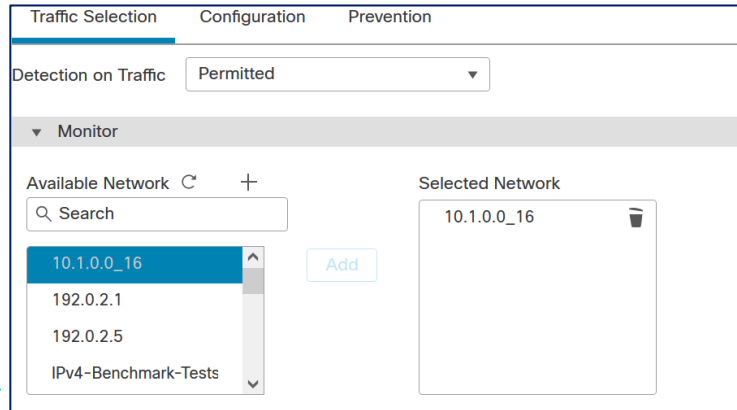 Traffic Selection Configuration Prevention
Detection on Traffic Permitted
Monitor
Available Network Selected Network
Search
10.1.0.0_16
10.1.0.0_16
Add
192.0.2.1
192.0.2.5
IPv4-Benchmark-Tests